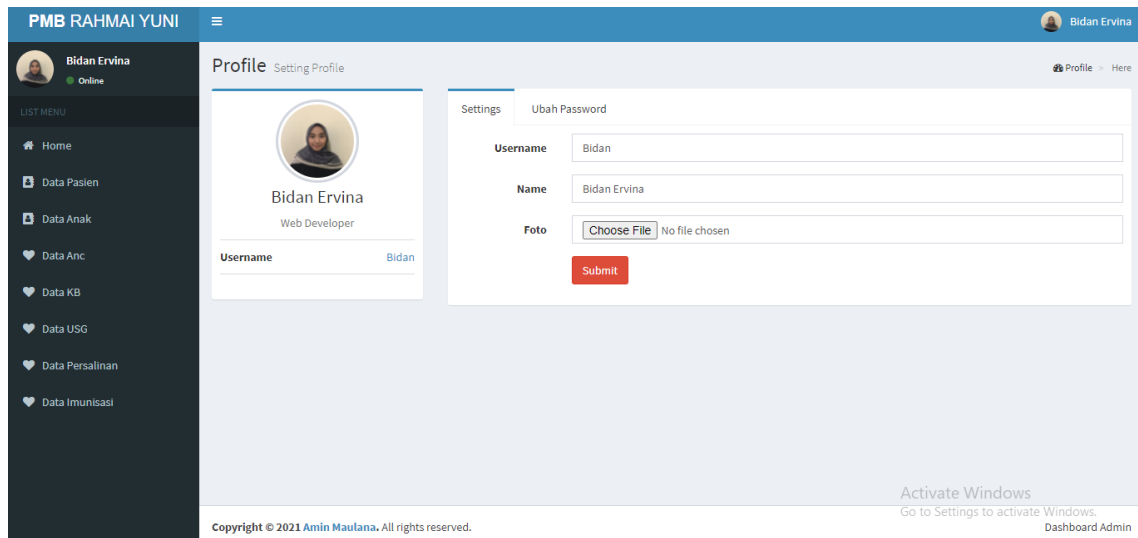 PMB RAHMAI YUNI
Bidan Ervina
Bidan Ervina
Online
LIST MENU
Home
Data Pasien
Data Anak
Data Anc
Data KB
Data USG
Data Persalinan
Data Imunisasi
Profile Setting Profile
Profile > Here
Bidan Ervina
Web Developer
Username Bidan
Settings Ubah Password
Username Bidan
Name Bidan Ervina
Foto Choose File No file chosen
Submit
Activate Windows
Go to Settings to activate Windows.
Copyright © 2021 Amin Maulana. All rights reserved.
Dashboard Admin